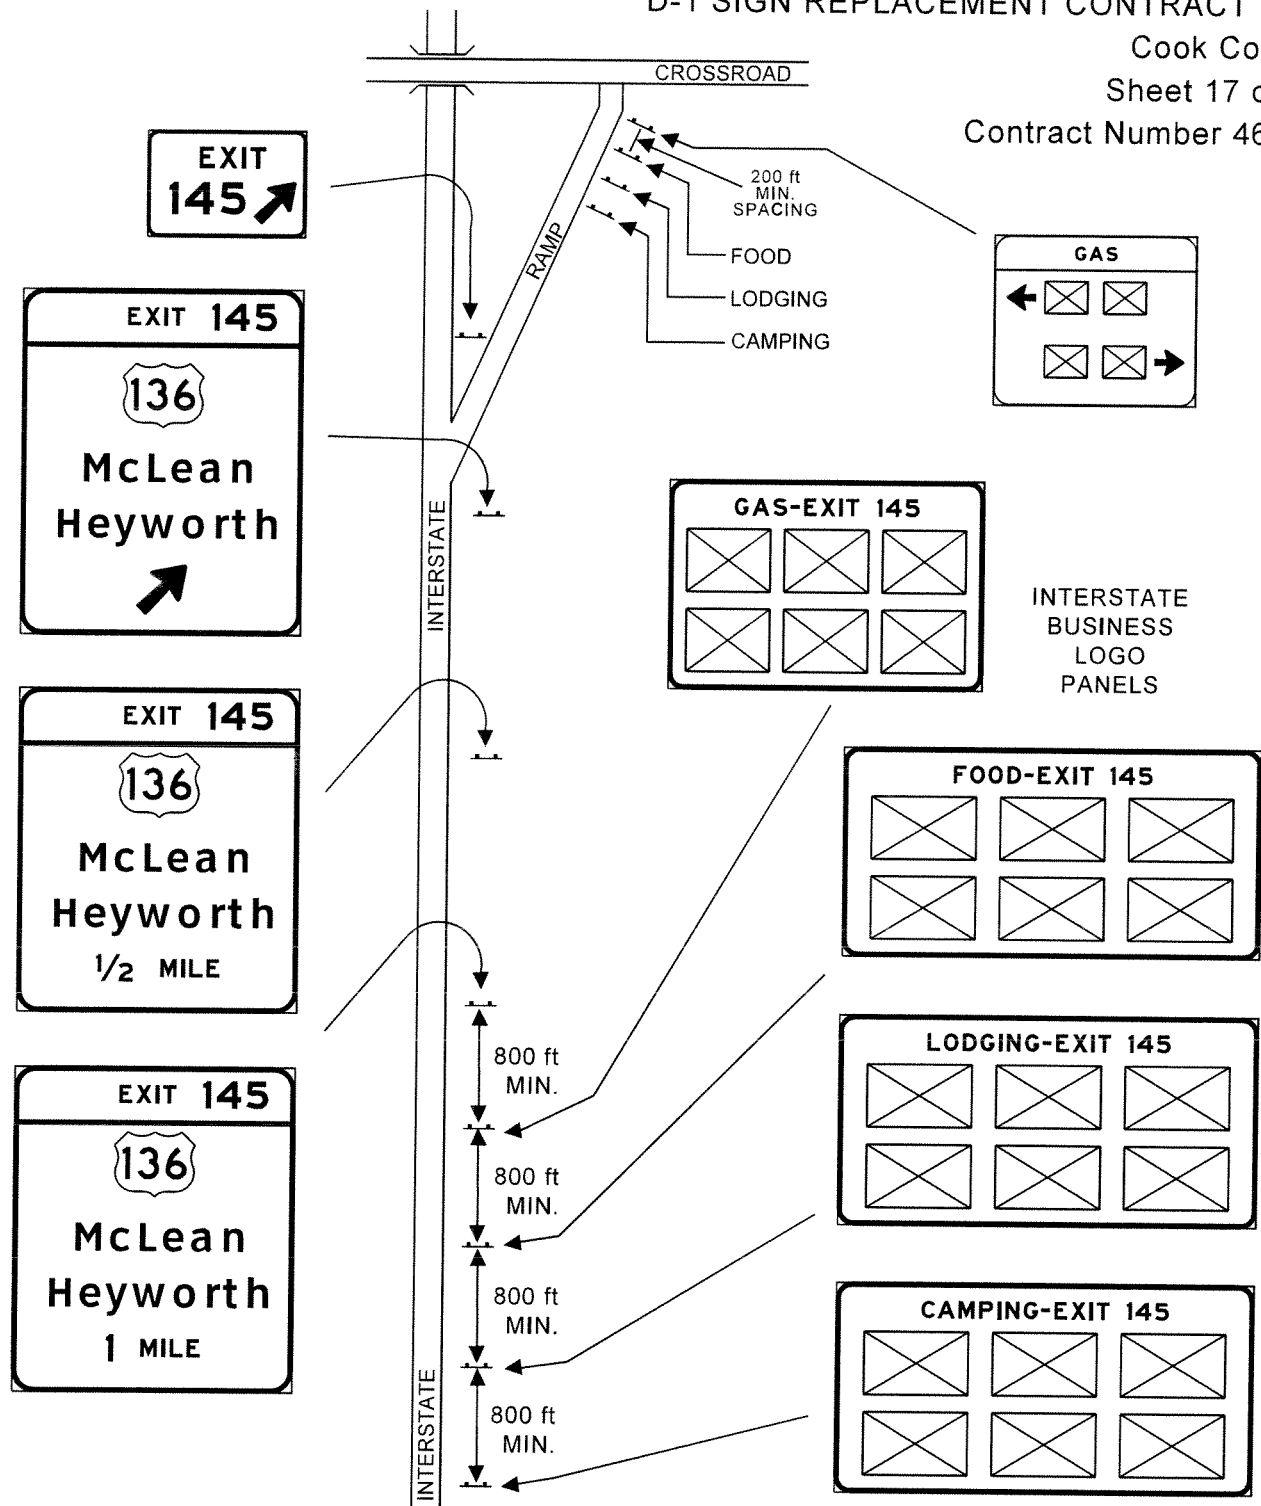 D-1 SIGN REPLACEMENT CONTRACT
Cook Co
Sheet 17
Contract Number 46
CROSSROAD
EXIT
145
200 ft
MIN.
SPACING
RAMP
FOOD
LODGING
CAMPING
GAS
EXIT 145
136
McLean
Heyworth
INTERSTATE
GAS-EXIT 145
INTERSTATE
BUSINESS
LOGO
PANELS
EXIT 145
136
McLean
Heyworth
1/2 MILE
FOOD-EXIT 145
800 ft
MIN.
LODGING-EXIT 145
EXIT 145
136
McLean
Heyworth
1 MILE
800 ft
MIN.
800 ft
MIN.
CAMPING-EXIT 145
800 ft
MIN.
INTERSTATE